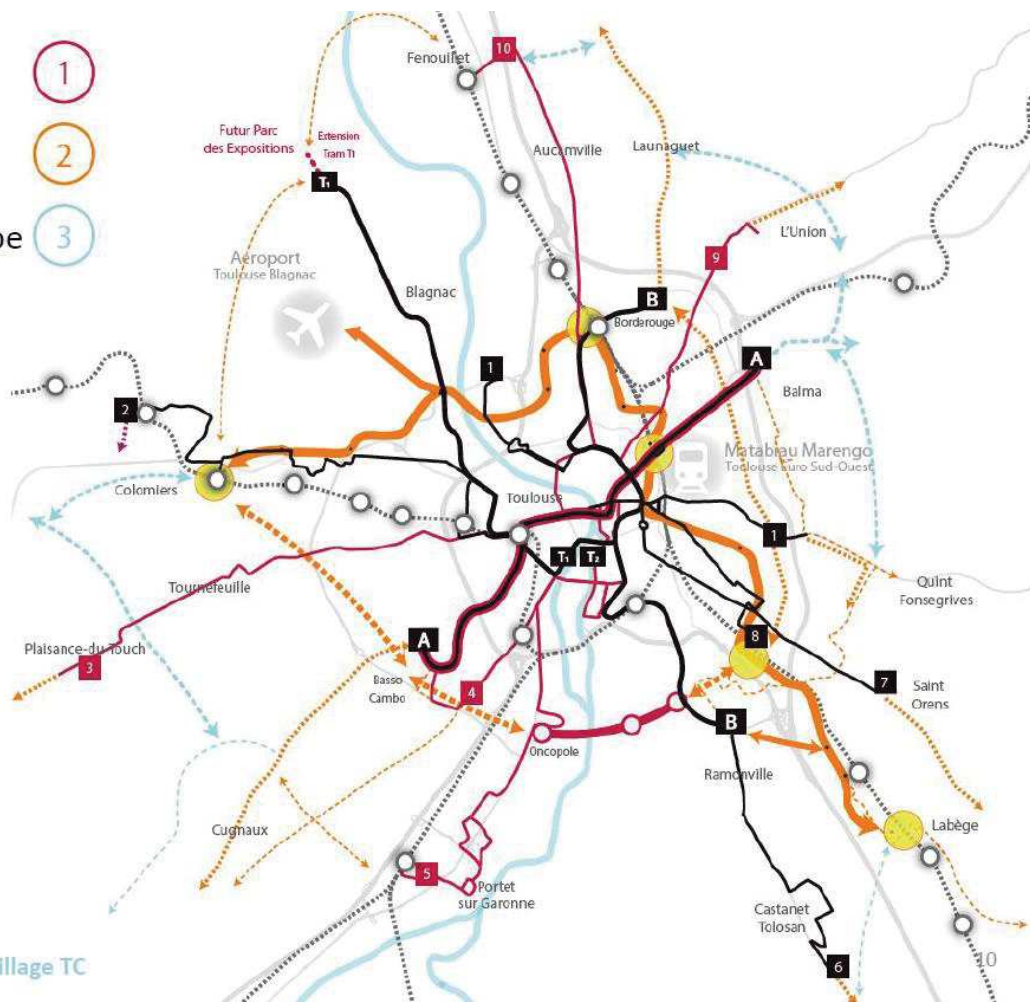 1
2
pe
3
Fenouillet
10
Futur Parc
des Expositions
Extension
Tram T1
T1
Aucamville
Launaguet
L'Union
9
Aéroport
Toulouse Blagnac
Blagnac
B
Borderouge
1
A
Balma
2
Matabiau Marengo
Toulouse Euro Sud-Ouest
Colomiers
Toulouse
T1
T2
1
Tournefeuille
Quint
Fonsegrives
Plaisance-du Touch
3
A
8
Basso
Cambo
4
7
Saint
Orens
Oncopole
B
Ramonville
Cugnaux
Labège
5
Portet
sur Garonne
Castanet
Tolosan
6
10
illage TC